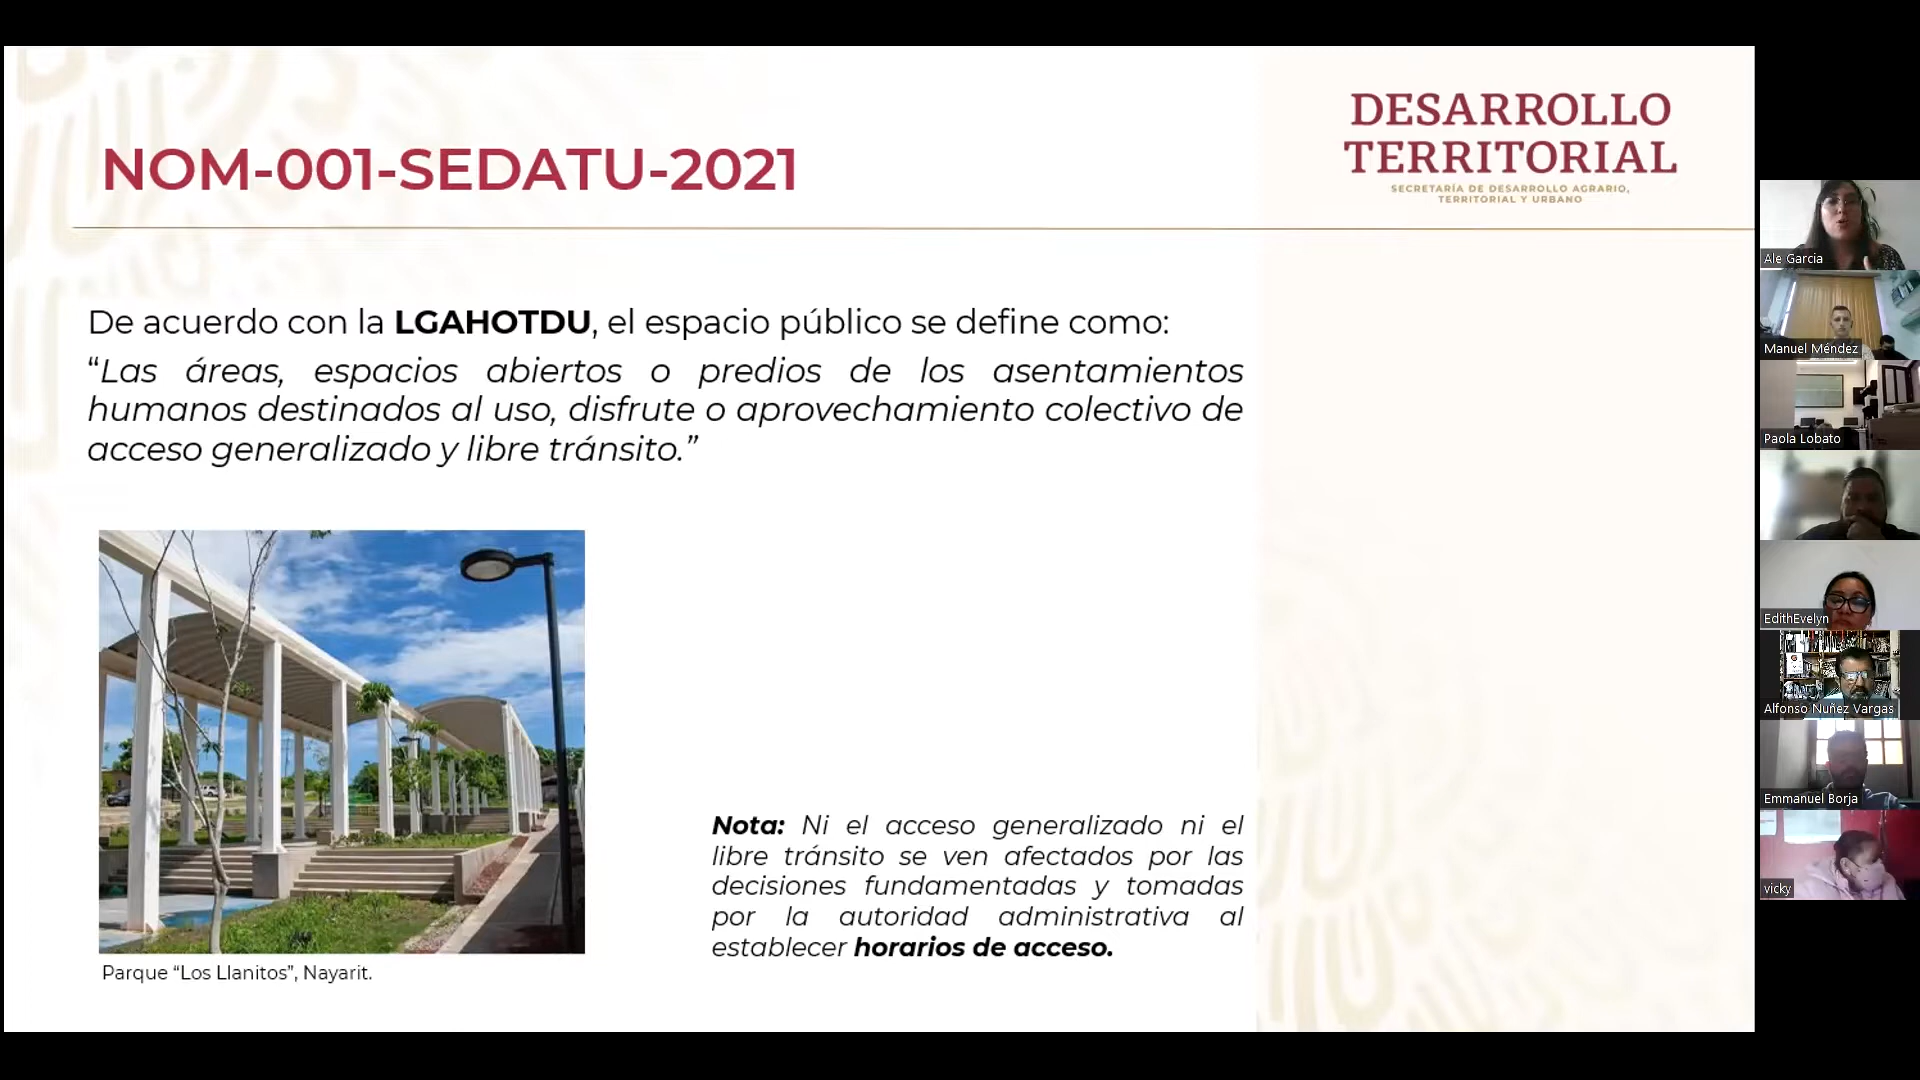 NOM-001-SEDATU-2021
DESARROLLO
TERRITORIAL
SECRETARÍA DE DESARROLLO AGRARIO,
TERRITORIAL Y URBANO
De acuerdo con la LGAHOTDU, el espacio público se define como:
“Las áreas, espacios abiertos o predios de los asentamientos
humanos destinados al uso, disfrute o aprovechamiento colectivo de
acceso generalizado y libre tránsito.”
Parque “Los Llanitos”, Nayarit.
Nota: Ni el acceso generalizado ni el
libre tránsito se ven afectados por las
decisiones fundamentadas y tomadas
por la autoridad administrativa al
establecer horarios de acceso.
Ale Garcia
Manuel Méndez
Paola Lobato
EdithEvelyn
Alfonso Nuñez Vargas
Emmanuel Borja
vicky